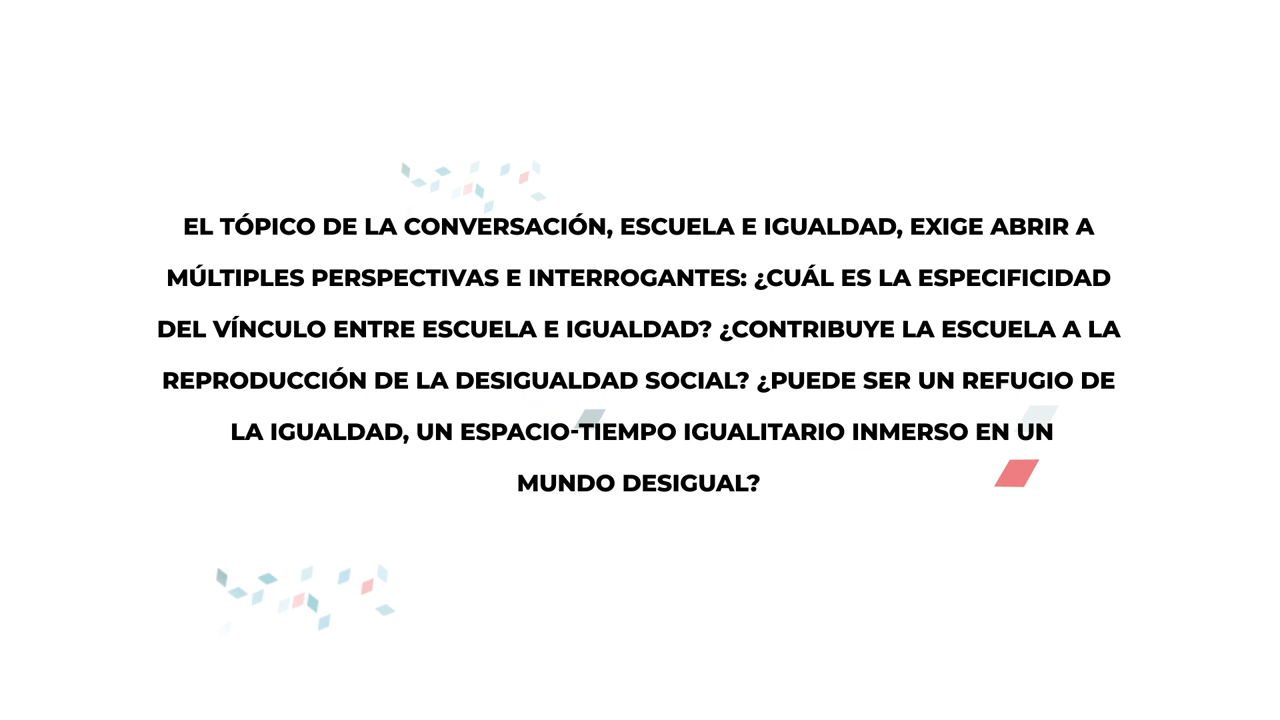 EL TÓPICO DE LA CONVERSACIÓN, ESCUELA E IGUALDAD, EXIGE ABRIR A
MÚLTIPLES PERSPECTIVAS E INTERROGANTES: ¿CUÁL ES LA ESPECIFICIDAD
DEL VÍNCULO ENTRE ESCUELA E IGUALDAD? ¿CONTRIBUYE LA ESCUELA A LA
REPRODUCCIÓN DE LA DESIGUALDAD SOCIAL? ¿PUEDE SER UN REFUGIO DE
LA IGUALDAD, UN ESPACIO-TIEMPO IGUALITARIO INMERSO EN UN
MUNDO DESIGUAL?